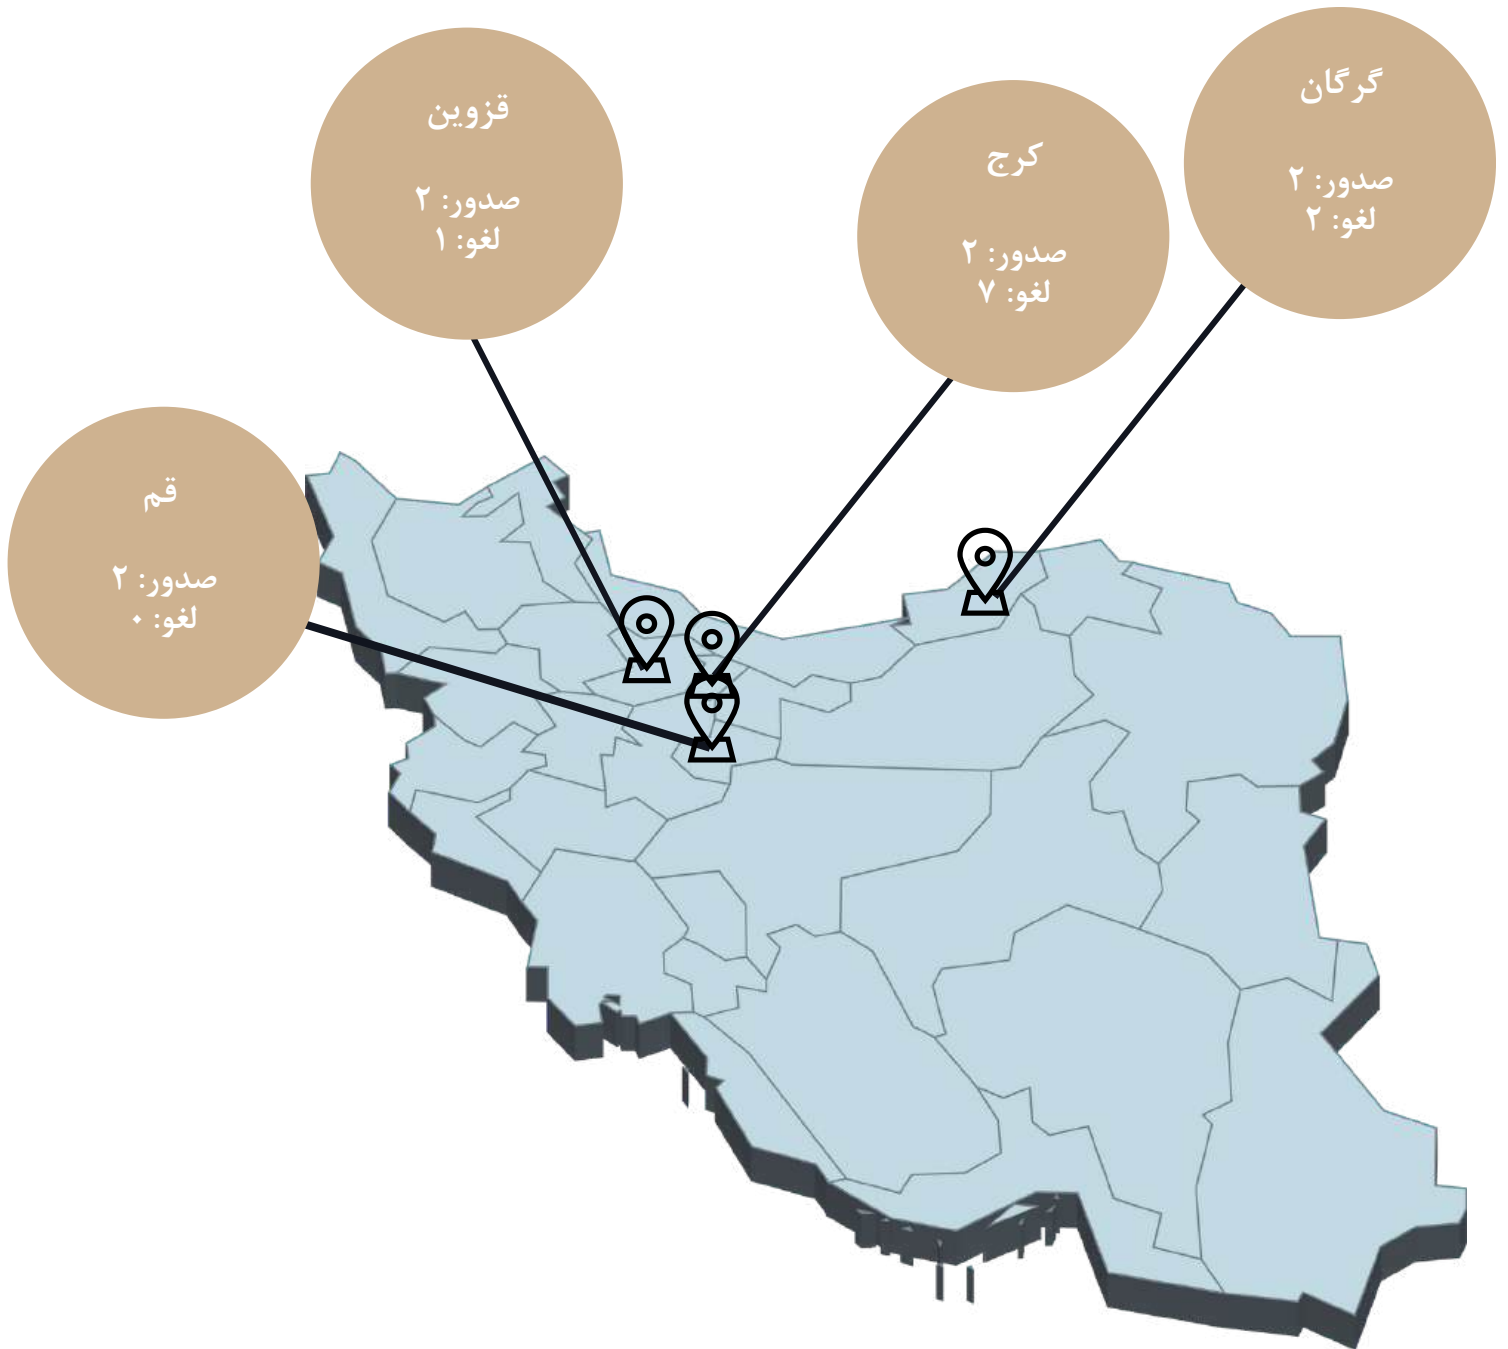 گرگان
صدور: ۲
لغو: ۲
کرج
صدور: ۲
لغو: ۷
قزوین
صدور: ۲
لغو: ۱
قم
صدور: ۲
لغو: ۰